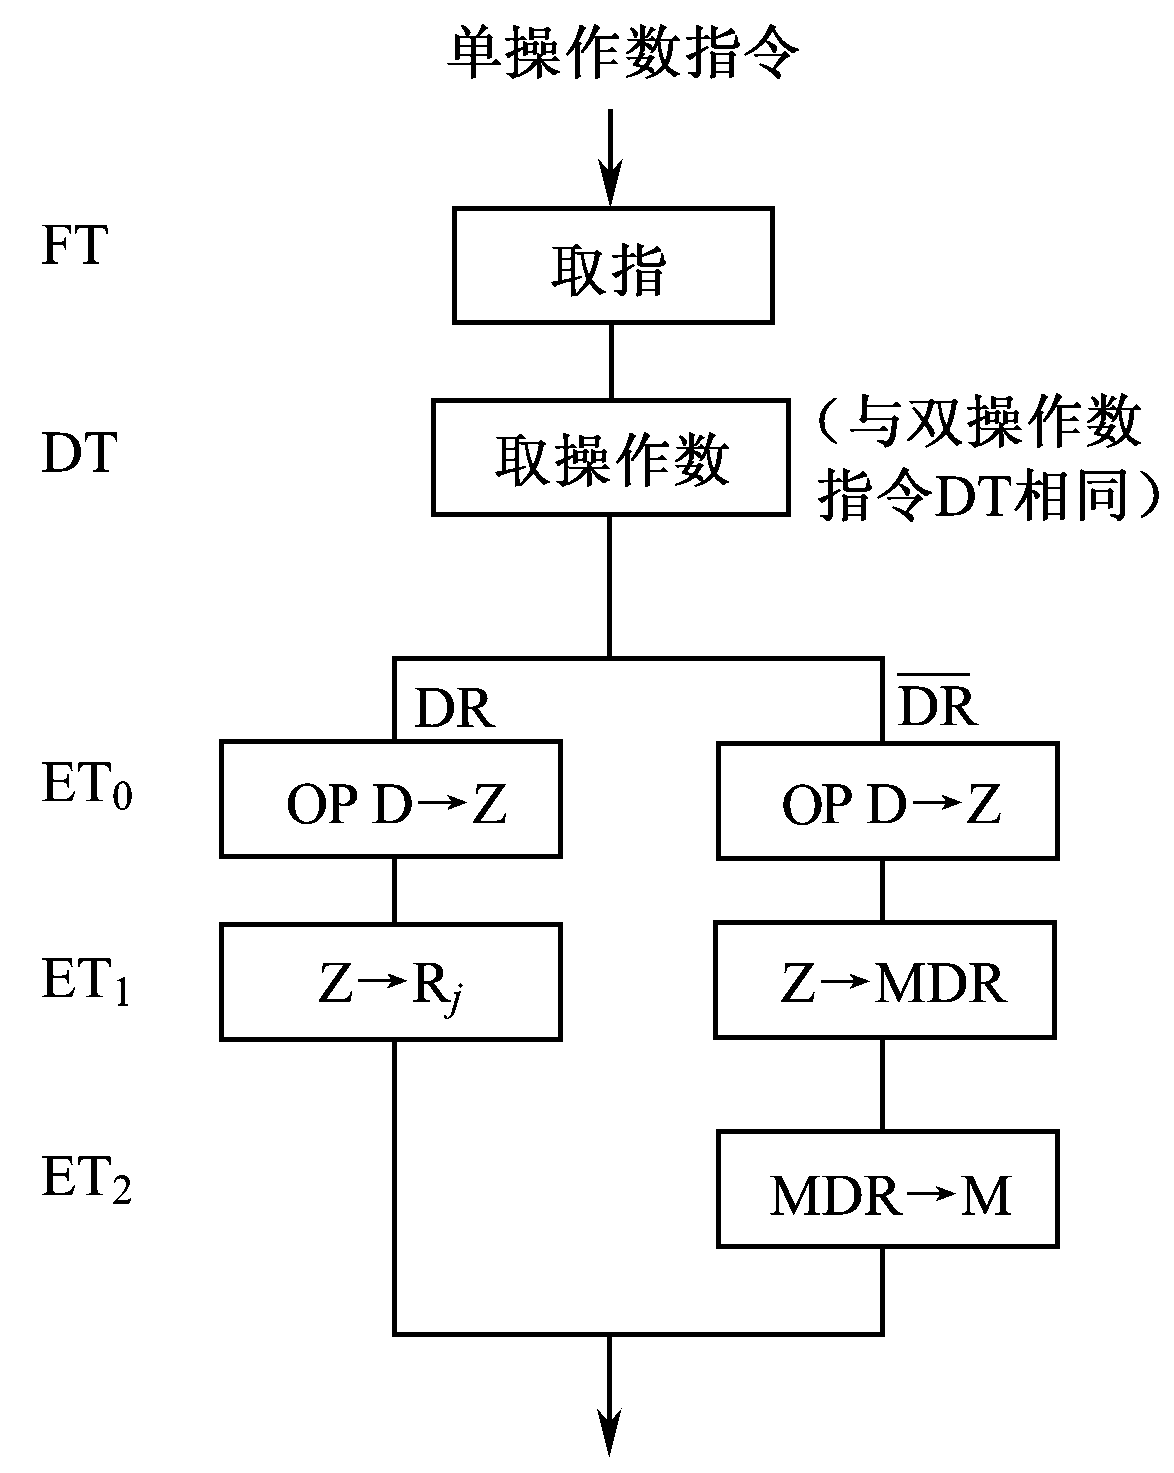 单操作数指令
FT
取指
DT
取操作数
（与双操作数
指令DT相同）
DR
\overline{DR}
ET₀
OP D→Z
OP D→Z
ET₁
Z→Rⱼ
Z→MDR
ET₂
MDR→M